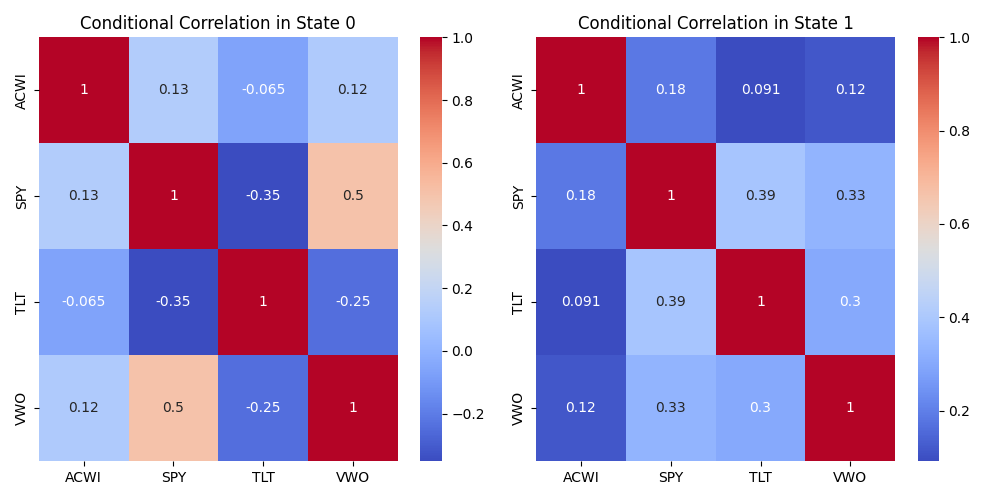 Conditional Correlation in State 0
ACWI 1 0.13 -0.065 0.12
SPY 0.13 1 -0.35 0.5
TLT -0.065 -0.35 1 -0.25
VWO 0.12 0.5 -0.25 1
ACWI SPY TLT VWO
1.0
0.8
0.6
0.4
0.2
0.0
−0.2
Conditional Correlation in State 1
ACWI 1 0.18 0.091 0.12
SPY 0.18 1 0.39 0.33
TLT 0.091 0.39 1 0.3
VWO 0.12 0.33 0.3 1
ACWI SPY TLT VWO
1.0
0.8
0.6
0.4
0.2